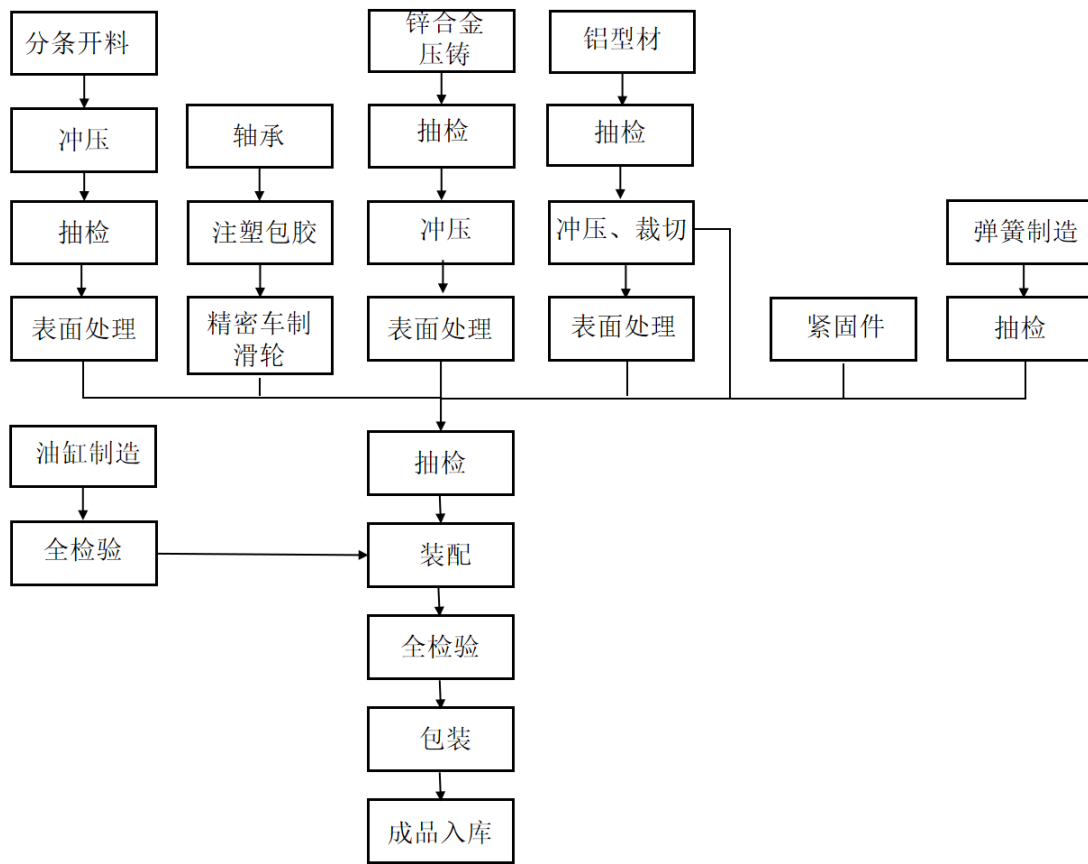 分条开料
锌合金
压铸
铝型材
冲压
轴承
抽检
抽检
抽检
注塑包胶
冲压
冲压、裁切
弹簧制造
表面处理
精密车制
滑轮
表面处理
表面处理
紧固件
抽检
油缸制造
抽检
全检验
装配
全检验
包装
成品入库